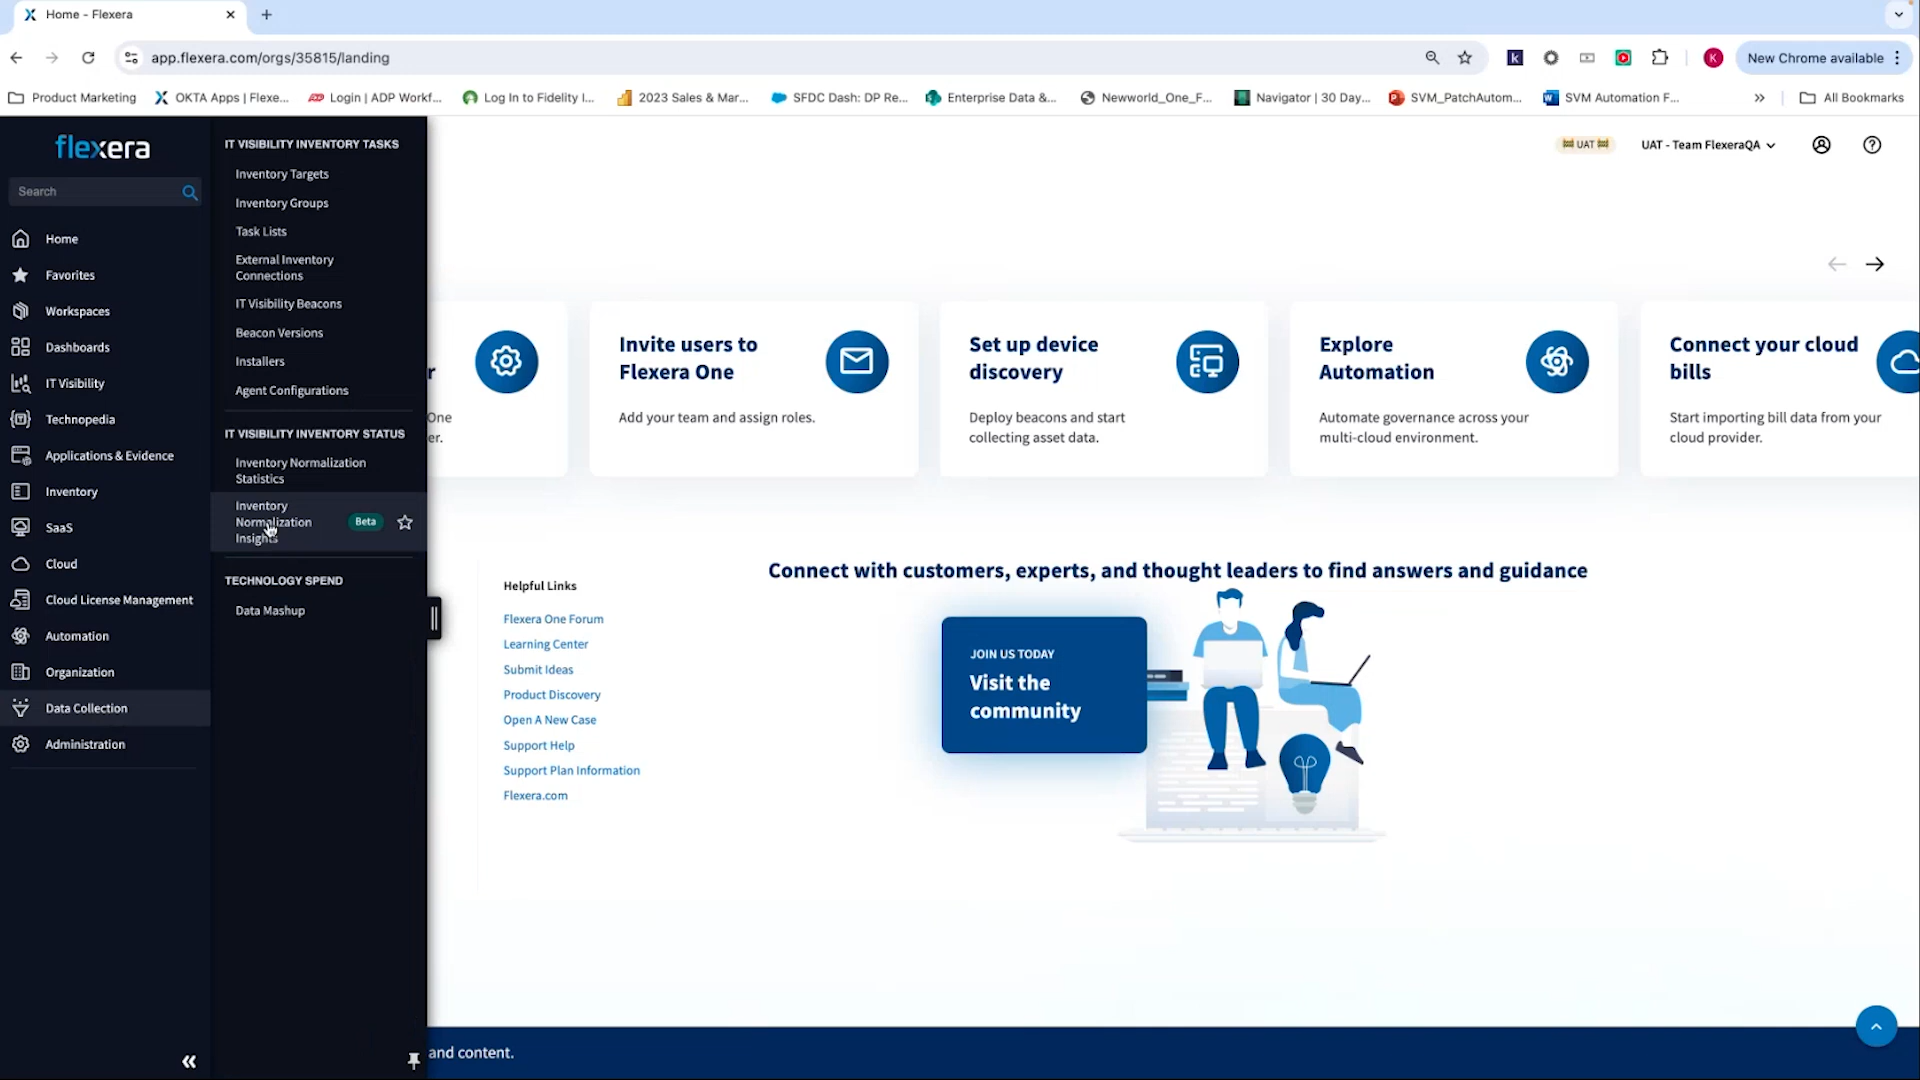 Home - Flexera
app.flexera.com/orgs/35815/landing
New Chrome available
Product Marketing
OKTA Apps | Flexe...
Login | ADP Workf...
Log In to Fidelity I...
2023 Sales & Mar...
SFDC Dash: DP Re...
Enterprise Data &...
Newworld_One_F...
Navigator | 30 Day...
SVM_PatchAutom...
SVM Automation F...
All Bookmarks
flexera
Search
Home
Favorites
Workspaces
Dashboards
IT Visibility
Technopedia
Applications & Evidence
Inventory
SaaS
Cloud
Cloud License Management
Automation
Organization
Data Collection
Administration
IT VISIBILITY INVENTORY TASKS
Inventory Targets
Inventory Groups
Task Lists
External Inventory
Connections
IT Visibility Beacons
Beacon Versions
Installers
Agent Configurations
IT VISIBILITY INVENTORY STATUS
Inventory Normalization
Statistics
Inventory
Normalization
Insights
Beta
TECHNOLOGY SPEND
Data Mashup
UAT
UAT - Team FlexeraQA
r
One
er.
Invite users to
Flexera One
Add your team and assign roles.
Set up device
discovery
Deploy beacons and start
collecting asset data.
Explore
Automation
Automate governance across your
multi-cloud environment.
Connect your cloud
bills
Start importing bill data from your
cloud provider.
Helpful Links
Flexera One Forum
Learning Center
Submit Ideas
Product Discovery
Open A New Case
Support Help
Support Plan Information
Flexera.com
Connect with customers, experts, and thought leaders to find answers and guidance
JOIN US TODAY
Visit the
community
and content.